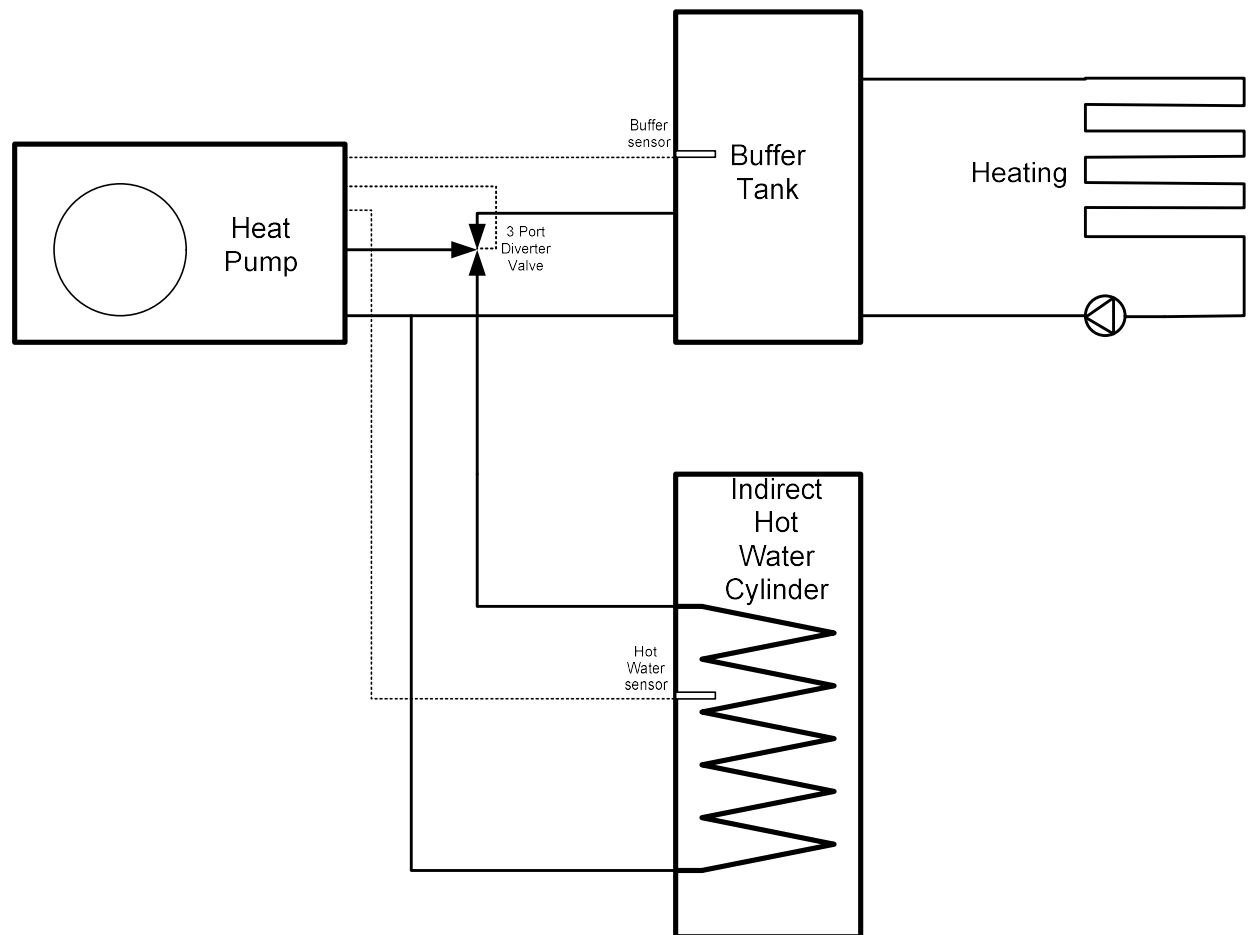 Buffer
sensor
Buffer
Tank
Heating
Heat
Pump
3 Port
Diverter
Valve
Indirect
Hot
Water
Cylinder
Hot
Water
sensor